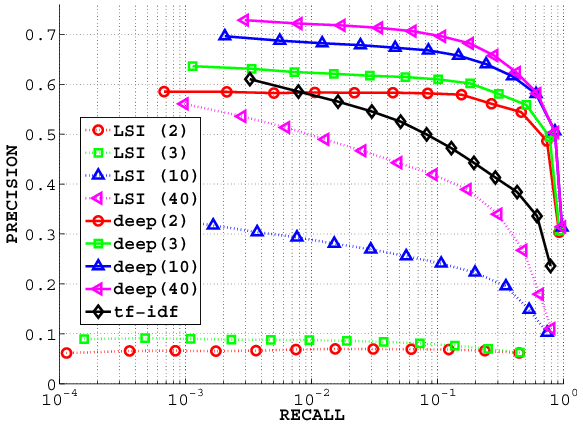 0.7
0.6
0.5
0.4
0.3
0.2
0.1
0
PRECISION
LSI (2)
LSI (3)
LSI (10)
LSI (40)
deep(2)
deep(3)
deep(10)
deep(40)
tf-idf
10^-4 10^-3 10^-2 10^-1 10^0
RECALL